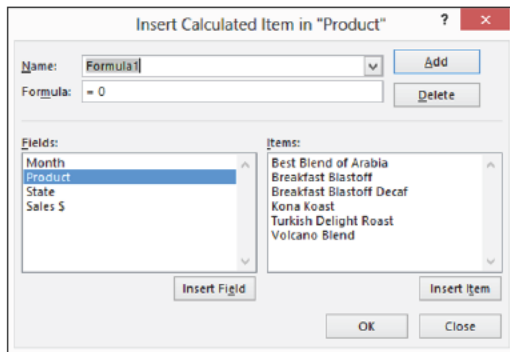 Insert Calculated Item in "Product"
?
×
Name:
Formula1
Add
Formula:
= 0
Delete
Fields:
Month
Product
State
Sales $
Insert Field
Items:
Best Blend of Arabia
Breakfast Blastoff
Breakfast Blastoff Decaf
Kona Koast
Turkish Delight Roast
Volcano Blend
Insert Item
OK
Close